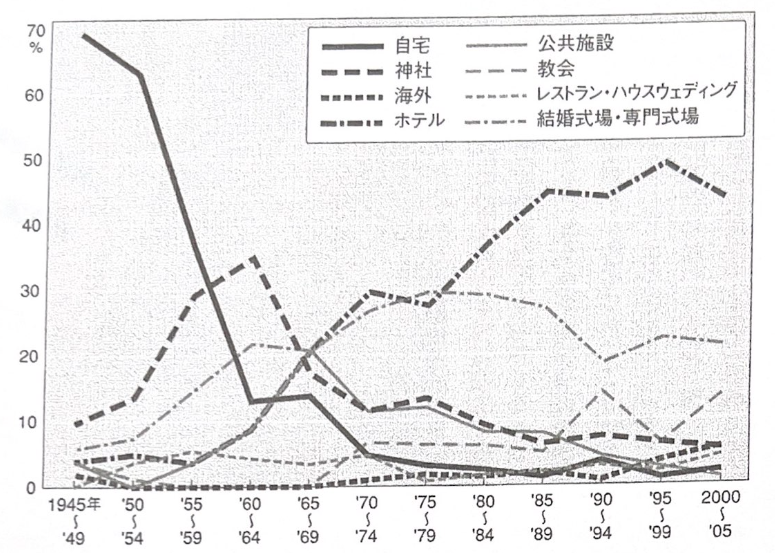 70
%
60
50
40
30
20
10
0
自宅
神社
海外
ホテル
公共施設
教会
レストラン・ハウスウェディング
結婚式場・専門式場
1945年 '50 '55 '60 '65 '70 '75 '80 '85 '90 '95 2000
〜 〜 〜 〜 〜 〜 〜 〜 〜 〜 〜 〜
'49 '54 '59 '64 '69 '74 '79 '84 '89 '94 '99 '05